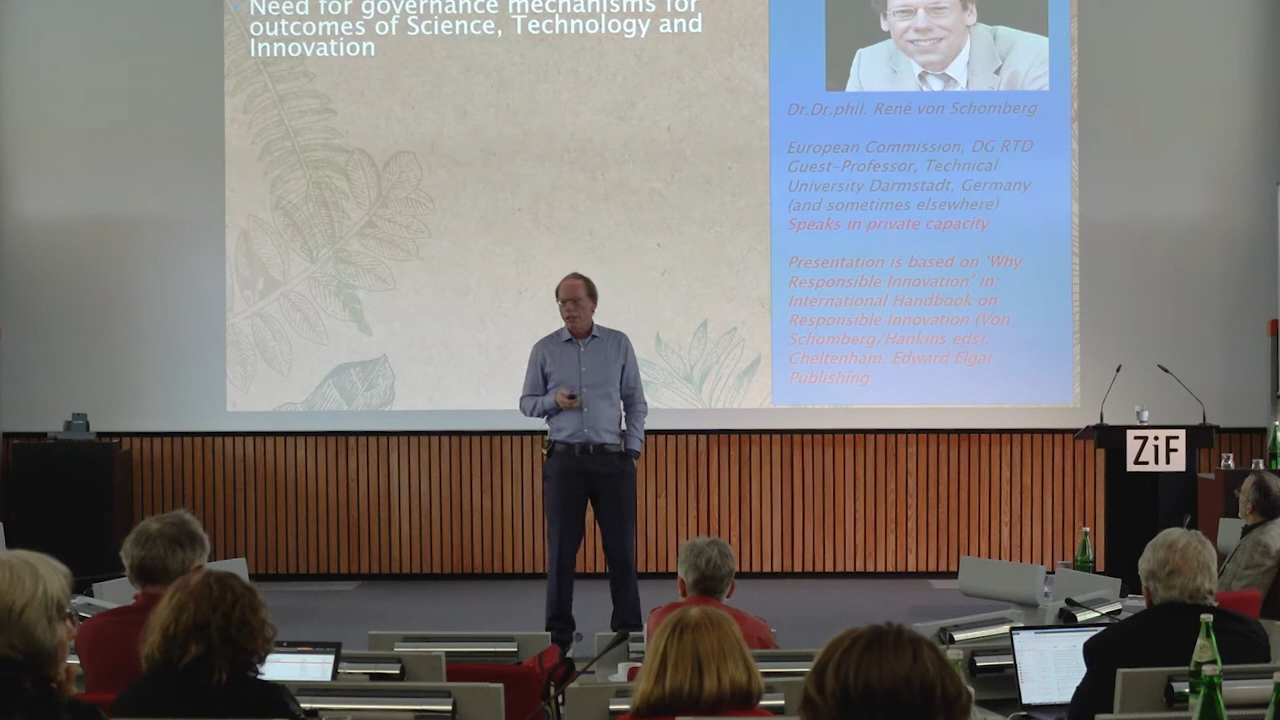 Need for governance mechanisms for
outcomes of Science, Technology and
Innovation
Dr.Dr.phil. René von Schomberg
European Commission, DG RTD
Guest-Professor, Technical
University Darmstadt, Germany
(and sometimes elsewhere)
Speaks in private capacity
Presentation is based on 'Why
Responsible Innovation' in:
International Handbook on
Responsible Innovation (Von
Schomberg/Hankins eds)
Cheltenham: Edward Elgar
Publishing
ZiF